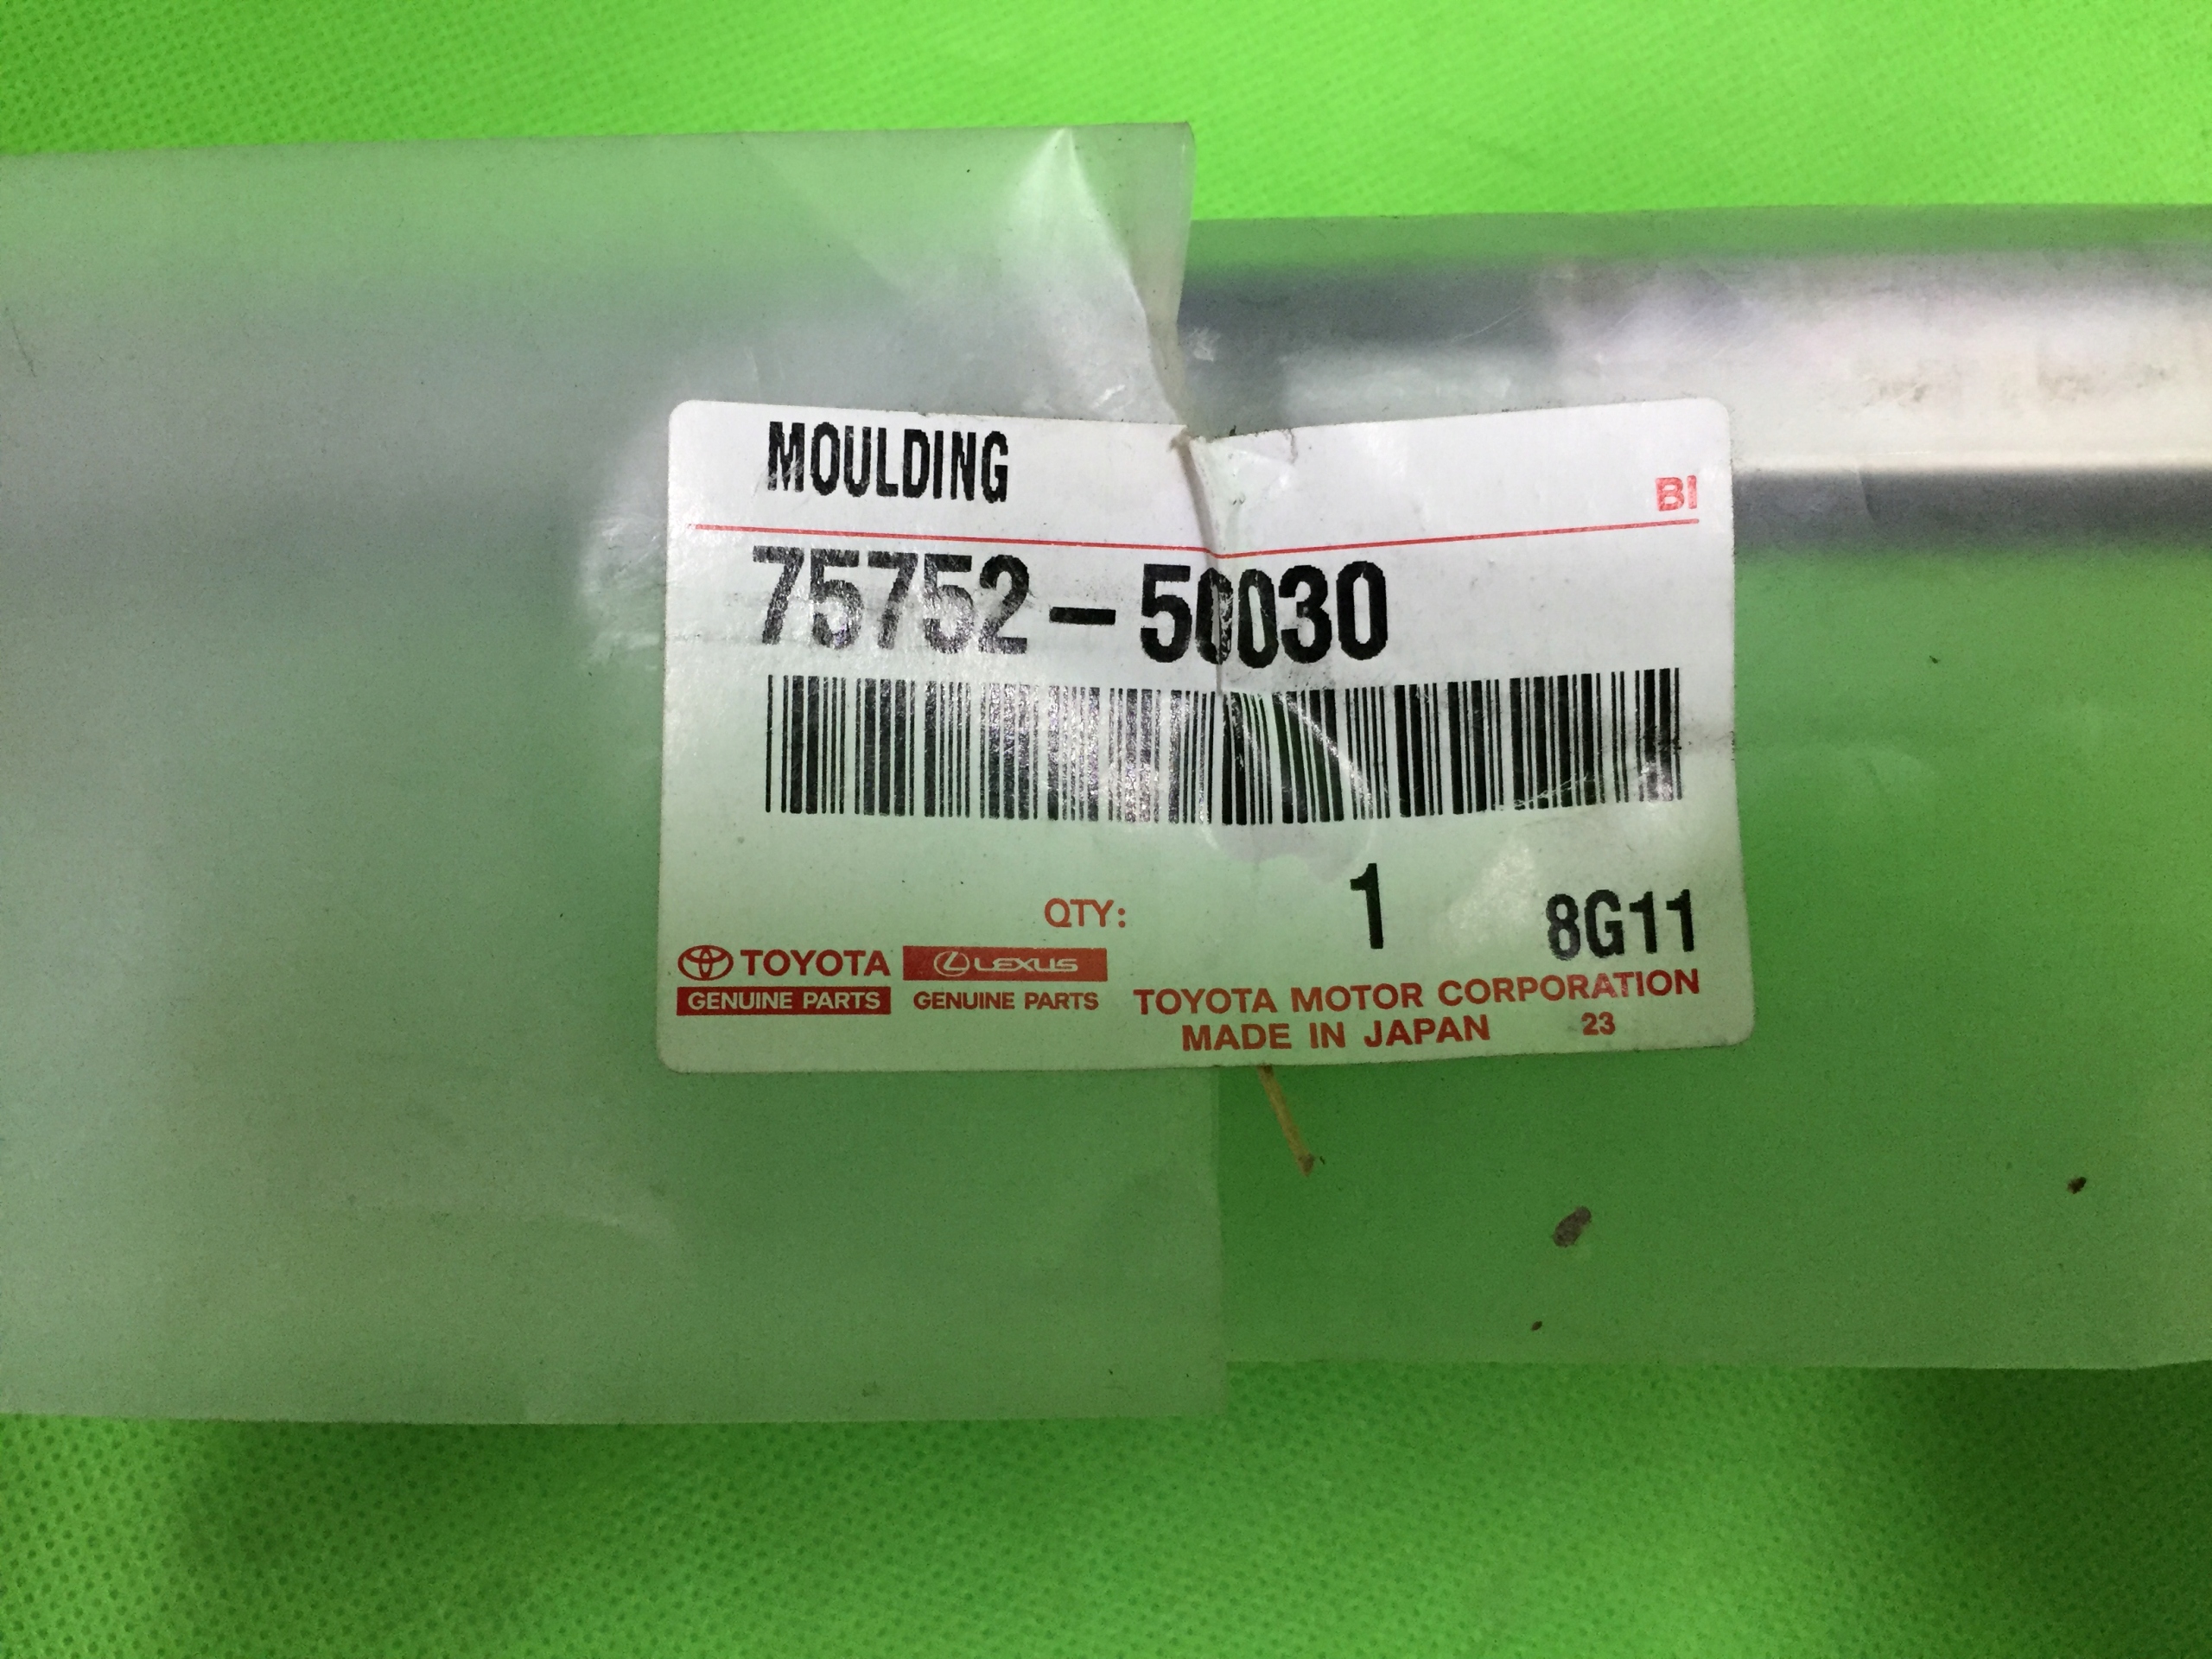 MOULDING
BI
75752-50030
QTY: 1 8G11
TOYOTA LEXUS
GENUINE PARTS GENUINE PARTS
TOYOTA MOTOR CORPORATION
MADE IN JAPAN 23